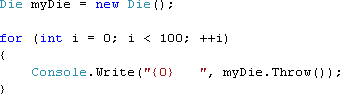 Die myDie = new Die();
for (int i = 0; i < 100; ++i)
{
    Console.Write("{0}   ", myDie.Throw());
}